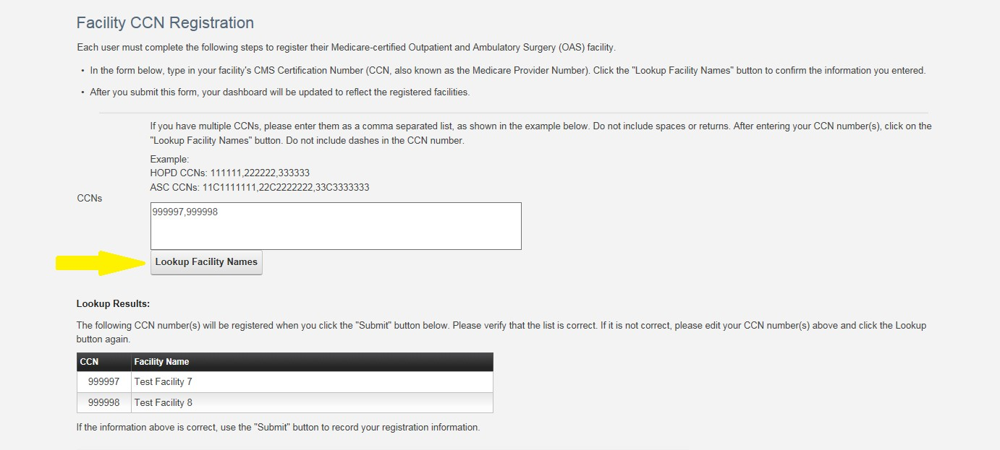 Facility CCN Registration
Each user must complete the following steps to register their Medicare-certified Outpatient and Ambulatory Surgery (OAS) facility.
• In the form below, type in your facility's CMS Certification Number (CCN, also known as the Medicare Provider Number). Click the "Lookup Facility Names" button to confirm the information you entered.
• After you submit this form, your dashboard will be updated to reflect the registered facilities.
If you have multiple CCNs, please enter them as a comma separated list, as shown in the example below. Do not include spaces or returns. After entering your CCN number(s), click on the
"Lookup Facility Names" button. Do not include dashes in the CCN number.
Example:
HOPD CCNs: 111111,222222,333333
ASC CCNs: 11C1111111,22C2222222,33C3333333
CCNs
999997,999998
Lookup Facility Names
Lookup Results:
The following CCN number(s) will be registered when you click the "Submit" button below. Please verify that the list is correct. If it is not correct, please edit your CCN number(s) above and click the Lookup
button again.
CCN Facility Name
999997 Test Facility 7
999998 Test Facility 8
If the information above is correct, use the "Submit" button to record your registration information.